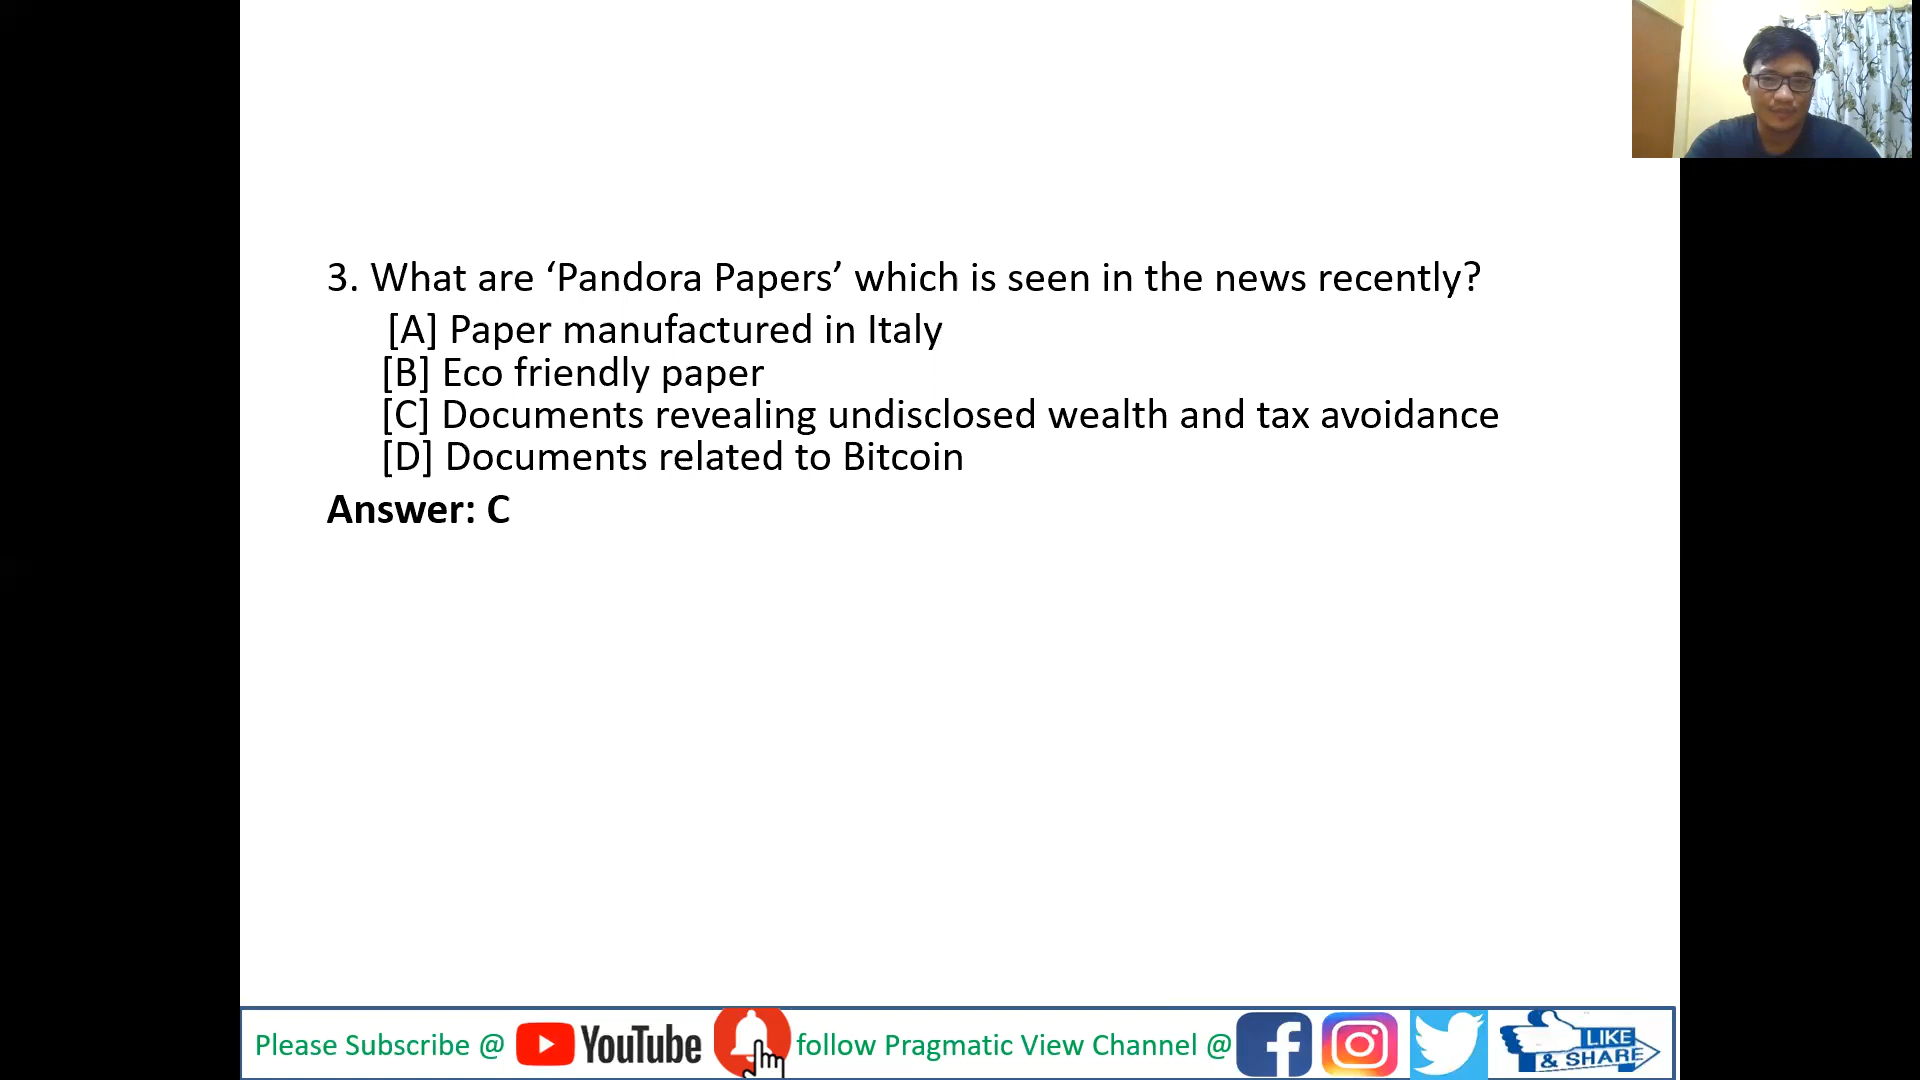 3. What are ‘Pandora Papers’ which is seen in the news recently?
[A] Paper manufactured in Italy
[B] Eco friendly paper
[C] Documents revealing undisclosed wealth and tax avoidance
[D] Documents related to Bitcoin
Answer: C
Please Subscribe @ YouTube follow Pragmatic View Channel @ LIKE
& SHARE